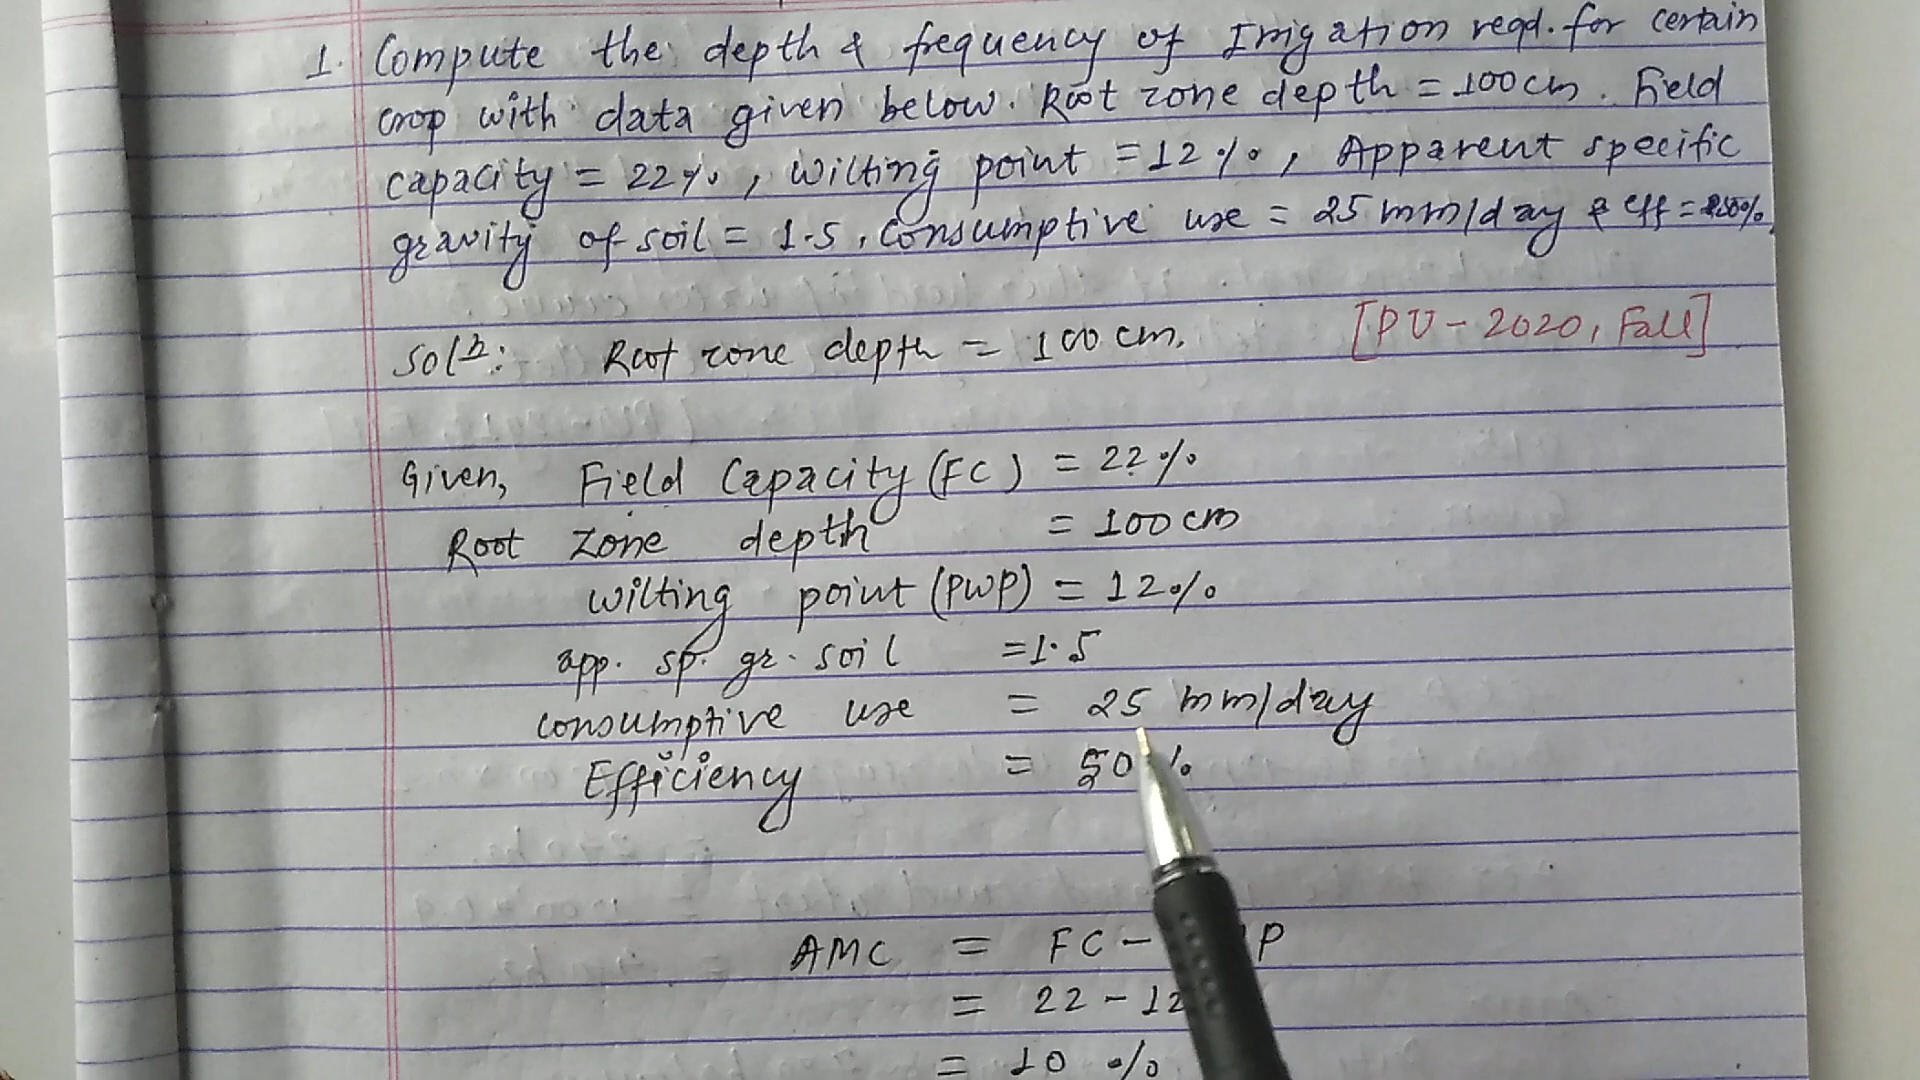 1. Compute the depth & frequency of Irrigation reqd. for certain
crop with data given below. Root zone depth = 100 cm. Field
capacity = 22%, wilting point = 12%, Apparent specific
gravity of soil = 1.5, consumptive use = 25 mm/day & eff =
Solⁿ: Root zone depth = 100 cm. [PU - 2020, Fall]
Given, Field Capacity (FC) = 22%
Root zone depth = 100 cm
wilting point (PWP) = 12%
app. sp. gr. soil = 1.5
consumptive use = 25 mm/day
Efficiency = 50%
AMC = FC - P
= 22 - 12
= 10 %